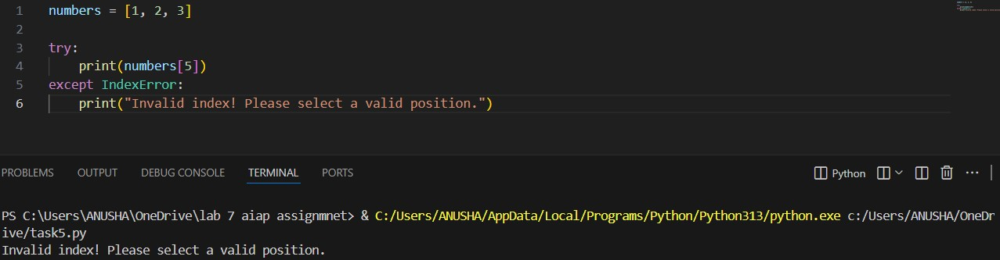 1 numbers = [1, 2, 3]
2
3 try:
4     print(numbers[5])
5 except IndexError:
6     print("Invalid index! Please select a valid position.")
PROBLEMS OUTPUT DEBUG CONSOLE TERMINAL PORTS Python
PS C:\Users\ANUSHA\OneDrive\lab 7 aiap assignmnet> & C:/Users/ANUSHA/AppData/Local/Programs/Python/Python313/python.exe c:/Users/ANUSHA/OneDr
ive/task5.py
Invalid index! Please select a valid position.